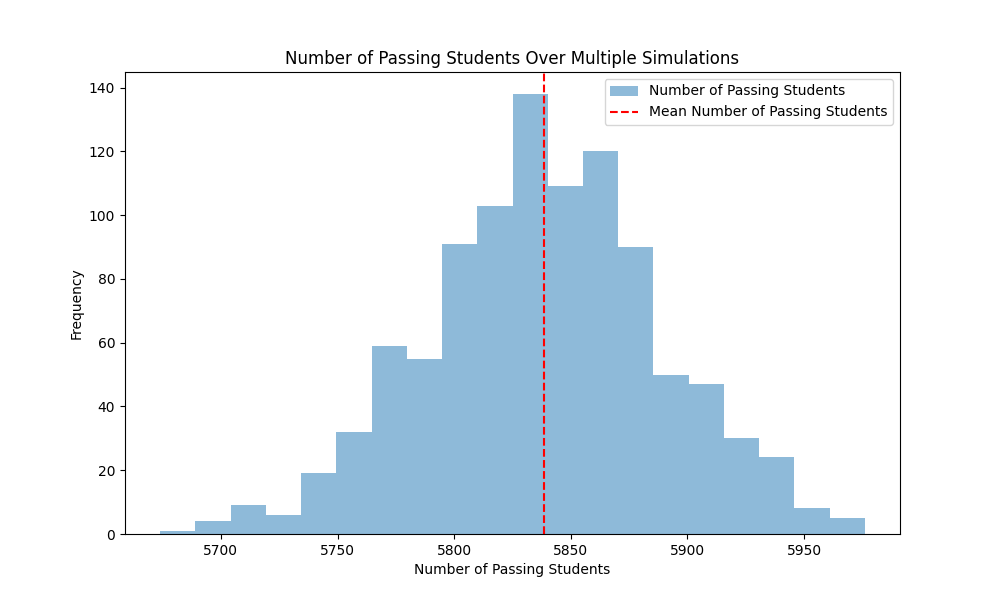 Number of Passing Students Over Multiple Simulations
Number of Passing Students
Mean Number of Passing Students
140
120
100
80
60
40
20
0
Frequency
5700 5750 5800 5850 5900 5950
Number of Passing Students